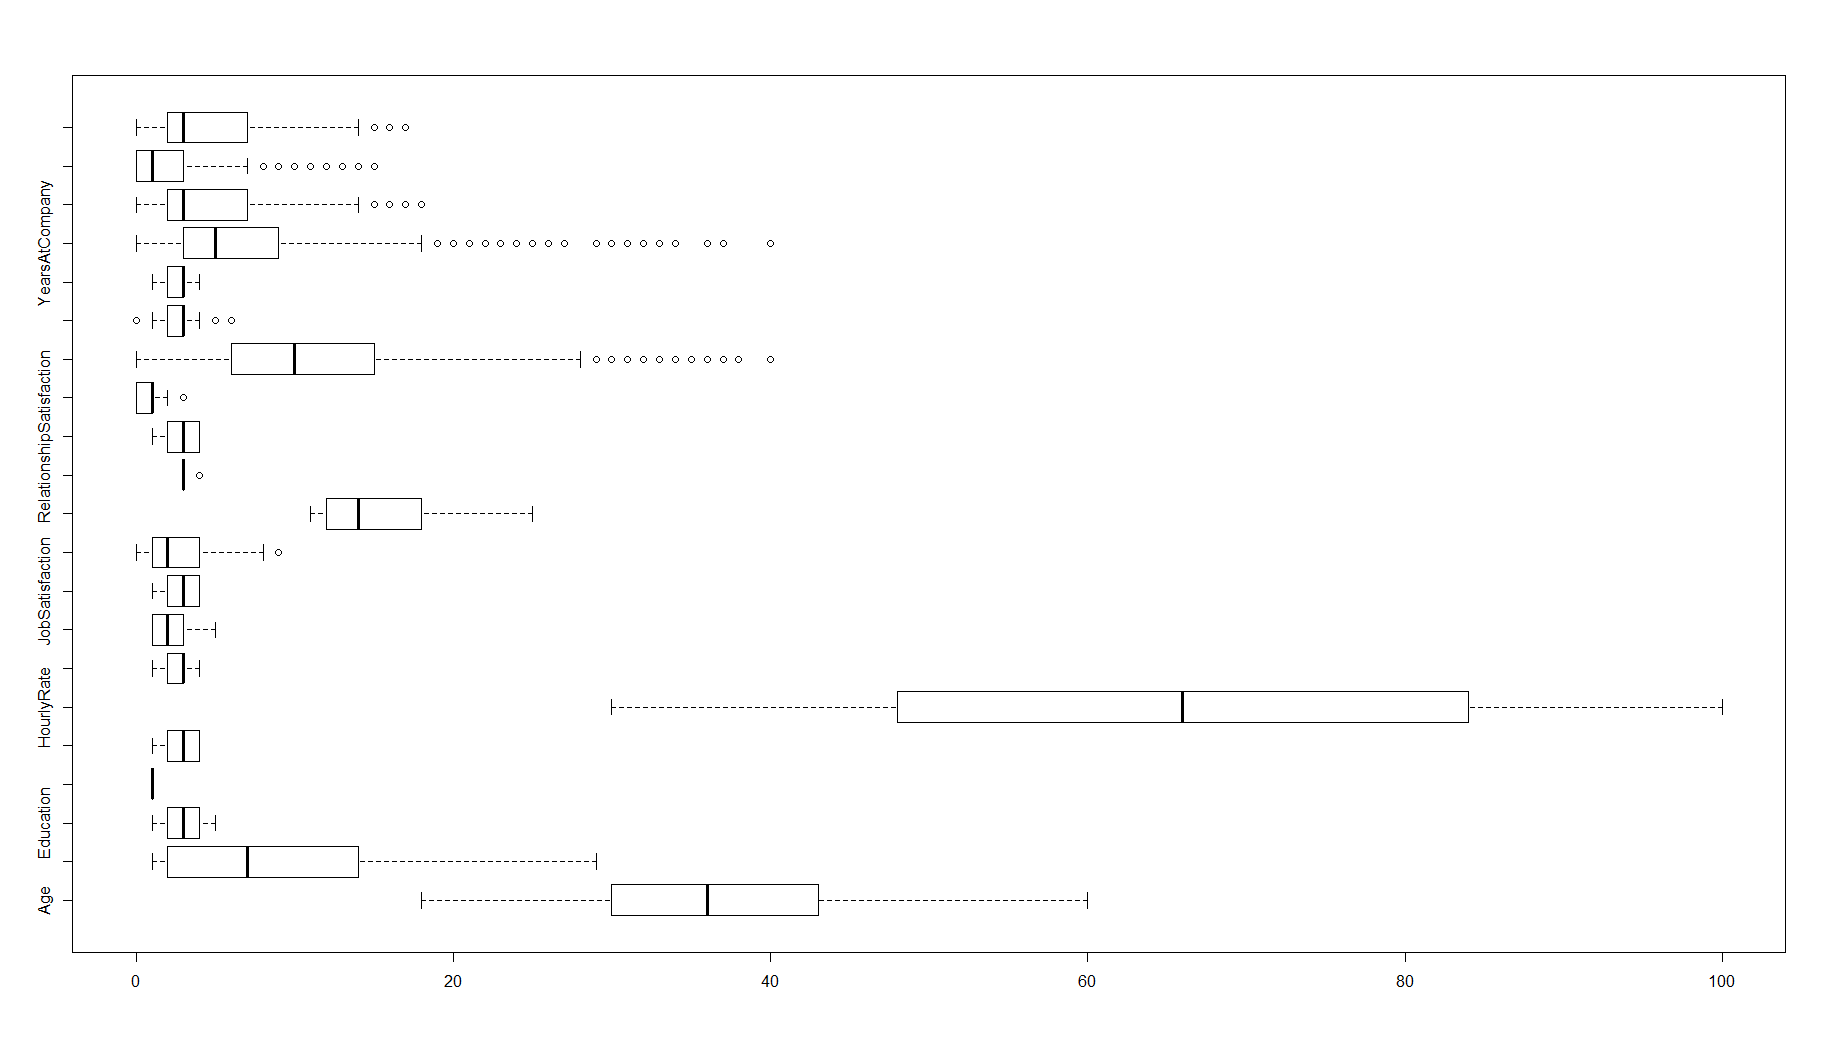 YearsAtCompany
RelationshipSatisfaction
JobSatisfaction
HourlyRate
Education
Age
0 20 40 60 80 100